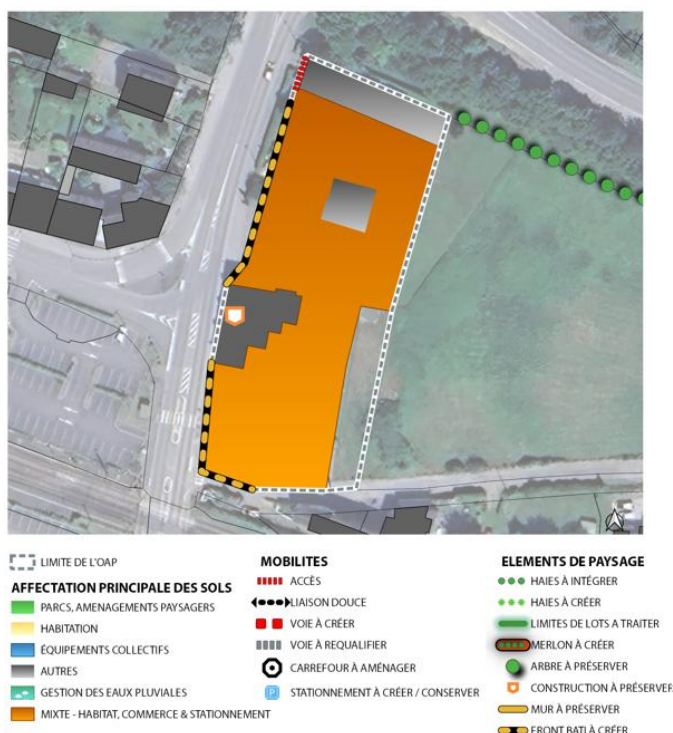 LIMITE DE L'OAP
AFFECTATION PRINCIPALE DES SOLS
PARCS, AMENAGEMENTS PAYSAGERS
HABITATION
ÉQUIPEMENTS COLLECTIFS
AUTRES
GESTION DES EAUX PLUVIALES
MIXTE - HABITAT, COMMERCE & STATIONNEMENT
MOBILITES
ACCÈS
LIAISON DOUCE
VOIE À CRÉER
VOIE À REQUALIFIER
CARREFOUR À AMÉNAGER
P STATIONNEMENT À CRÉER / CONSERVER
ELEMENTS DE PAYSAGE
HAIES À INTÉGRER
HAIES À CRÉER
LIMITES DE LOTS A TRAITER
MERLON À CRÉER
ARBRE À PRÉSERVER
CONSTRUCTION À PRÉSERVER
MUR À PRÉSERVER
FRONT BATI À CRÉER